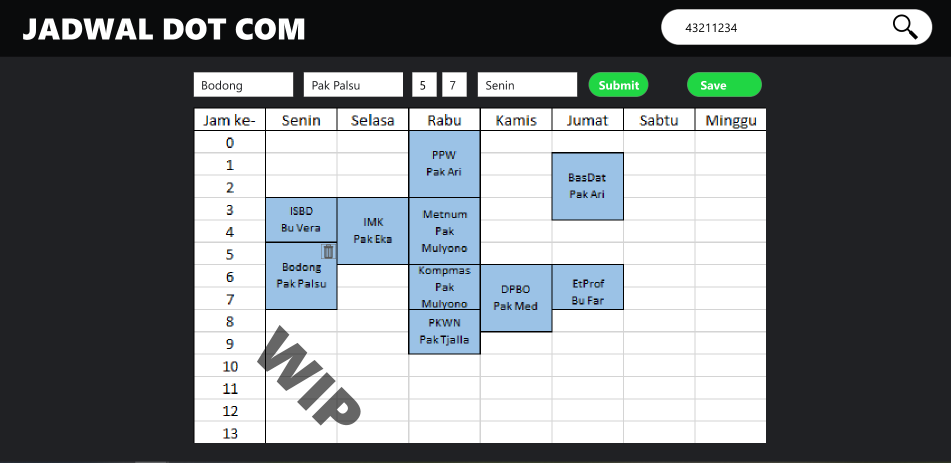 JADWAL DOT COM
43211234
Bodong Pak Palsu 5 7 Senin Submit Save
Jam ke- Senin Selasa Rabu Kamis Jumat Sabtu Minggu
0
1
2
3
4
5
6
7
8
9
10
11
12
13
ISBD
Bu Vera
Bodong
Pak Palsu
IMK
Pak Eka
PPW
Pak Ari
Metnum
Pak
Mulyono
Kompmas
Pak
Mulyono
PKWN
Pak Tjalla
DPBO
Pak Med
BasDat
Pak Ari
EtProf
Bu Far
WIP